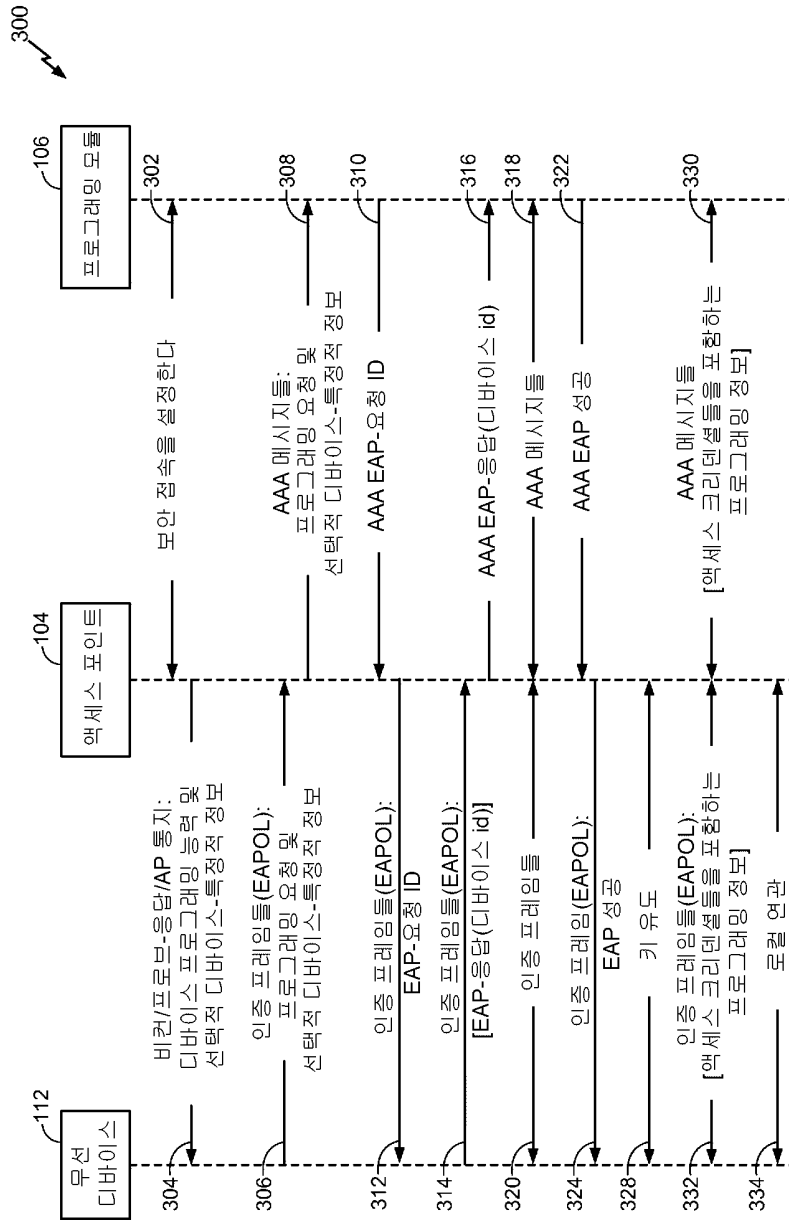 300
112
무선
디바이스
104
액세스 포인트
106
프로그래밍 모듈
302
보안 접속을 설정한다
304
비컨/프로브-응답/AP 통지:
디바이스 프로그래밍 능력 및
선택적 디바이스-특정적 정보
306
인증 프레임들(EAPOL):
프로그래밍 요청 및
선택적 디바이스-특정적 정보
308
AAA 메시지들:
프로그래밍 요청 및
선택적 디바이스-특정적 정보
310
AAA EAP-요청 ID
312
인증 프레임들(EAPOL):
EAP-요청 ID
314
인증 프레임들(EAPOL):
[EAP-응답(디바이스 id)]
316
AAA EAP-응답(디바이스 id)
318
AAA 메시지들
320
인증 프레임들
322
AAA EAP 성공
324
인증 프레임(EAPOL):
EAP 성공
328
키 유도
330
AAA 메시지들
[액세스 크리덴셜들을 포함하는
프로그래밍 정보]
332
인증 프레임들(EAPOL):
[액세스 크리덴셜들을 포함하는
프로그래밍 정보]
334
로컬 연관